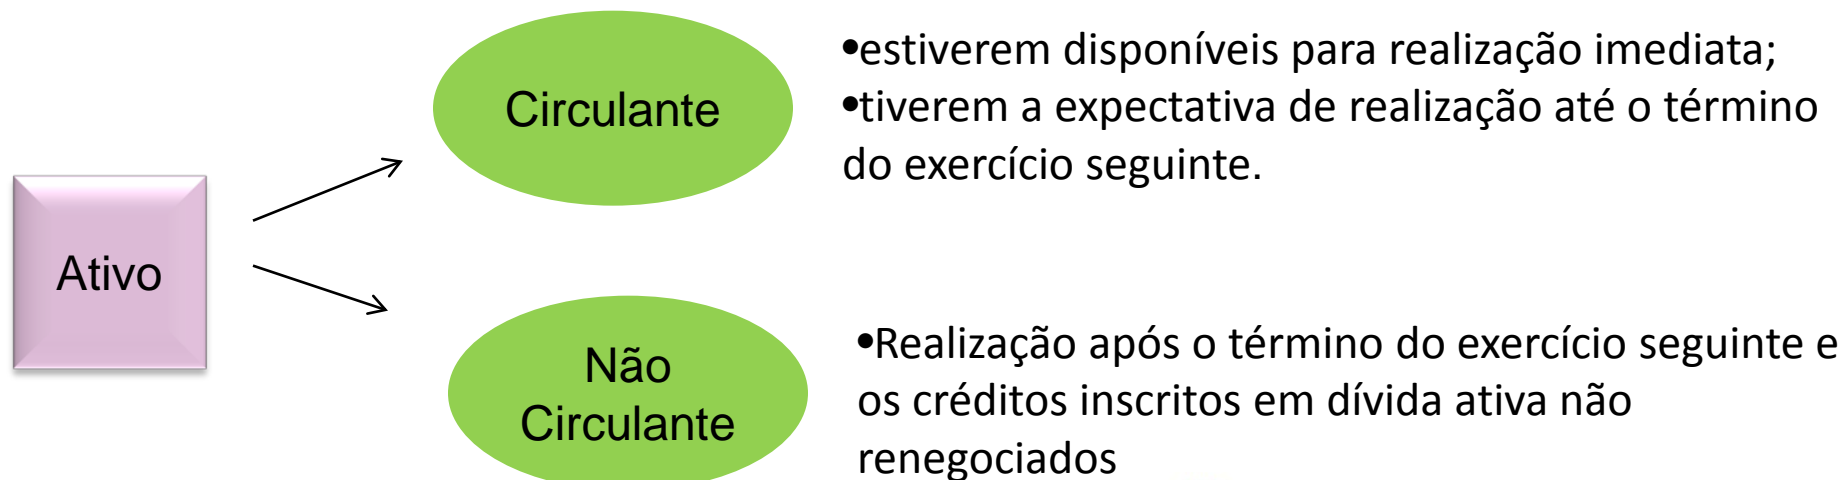 Ativo
Circulante
•estiverem disponíveis para realização imediata;
•tiverem a expectativa de realização até o término
do exercício seguinte.
Não
Circulante
•Realização após o término do exercício seguinte e
os créditos inscritos em dívida ativa não
renegociados